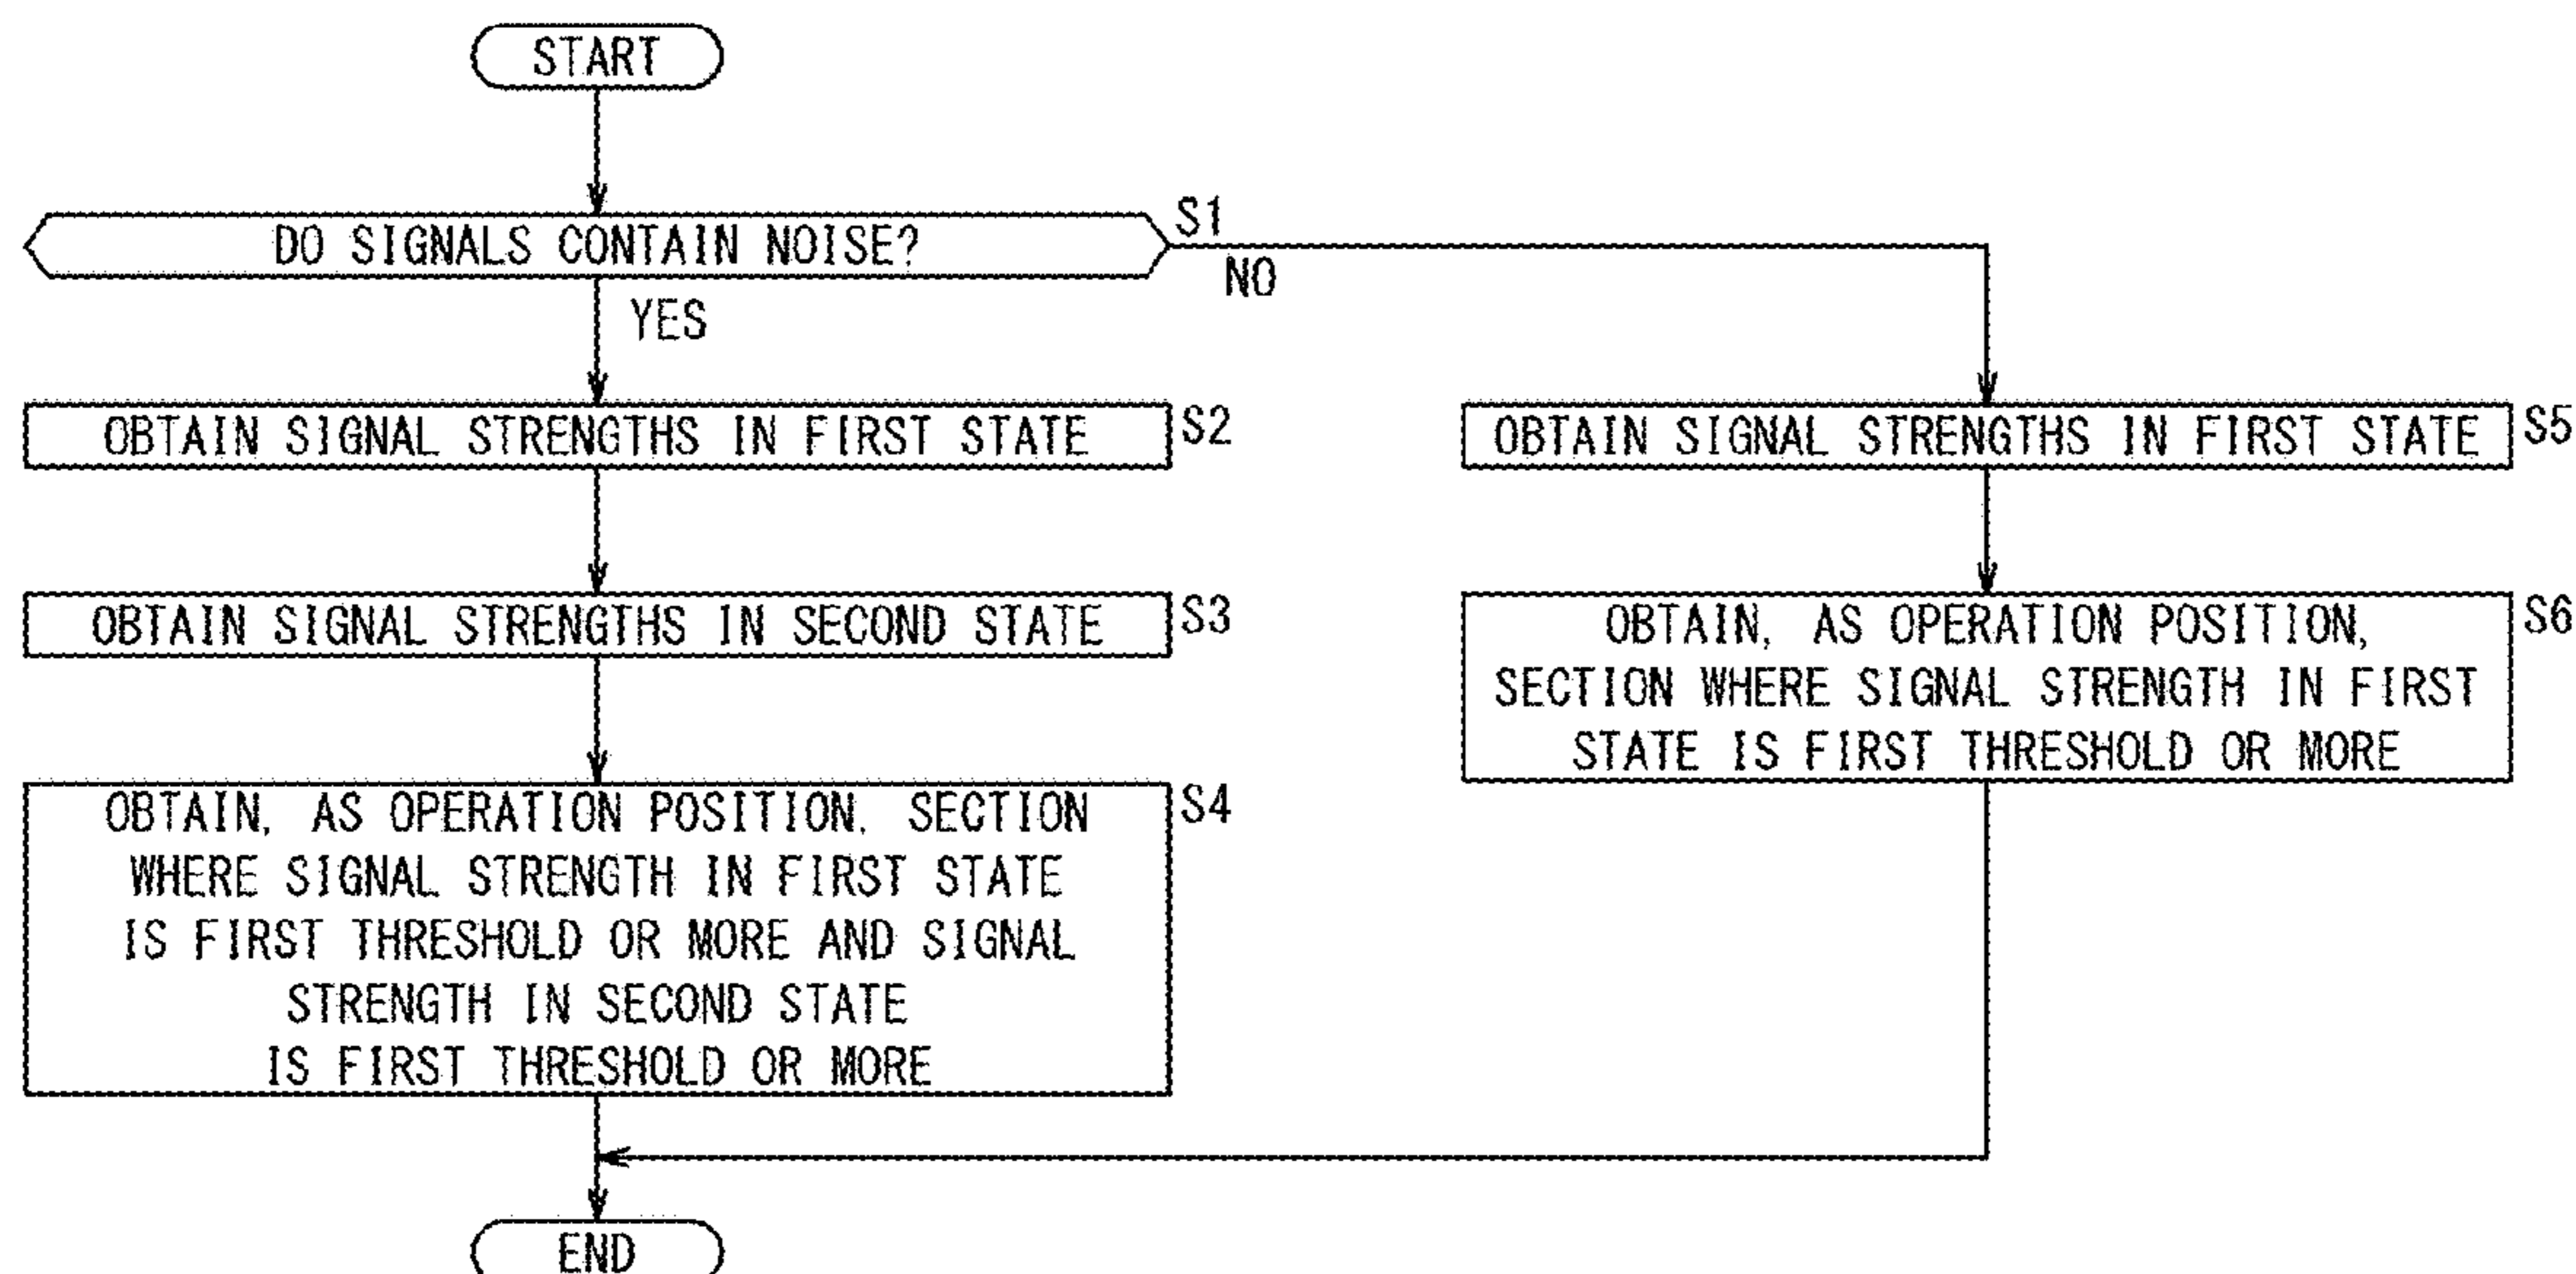 START
DO SIGNALS CONTAIN NOISE?
S1
NO
YES
OBTAIN SIGNAL STRENGTHS IN FIRST STATE
S2
OBTAIN SIGNAL STRENGTHS IN SECOND STATE
S3
OBTAIN, AS OPERATION POSITION, SECTION
WHERE SIGNAL STRENGTH IN FIRST STATE
IS FIRST THRESHOLD OR MORE AND SIGNAL
STRENGTH IN SECOND STATE
IS FIRST THRESHOLD OR MORE
S4
OBTAIN SIGNAL STRENGTHS IN FIRST STATE
S5
OBTAIN, AS OPERATION POSITION,
SECTION WHERE SIGNAL STRENGTH IN FIRST
STATE IS FIRST THRESHOLD OR MORE
S6
END